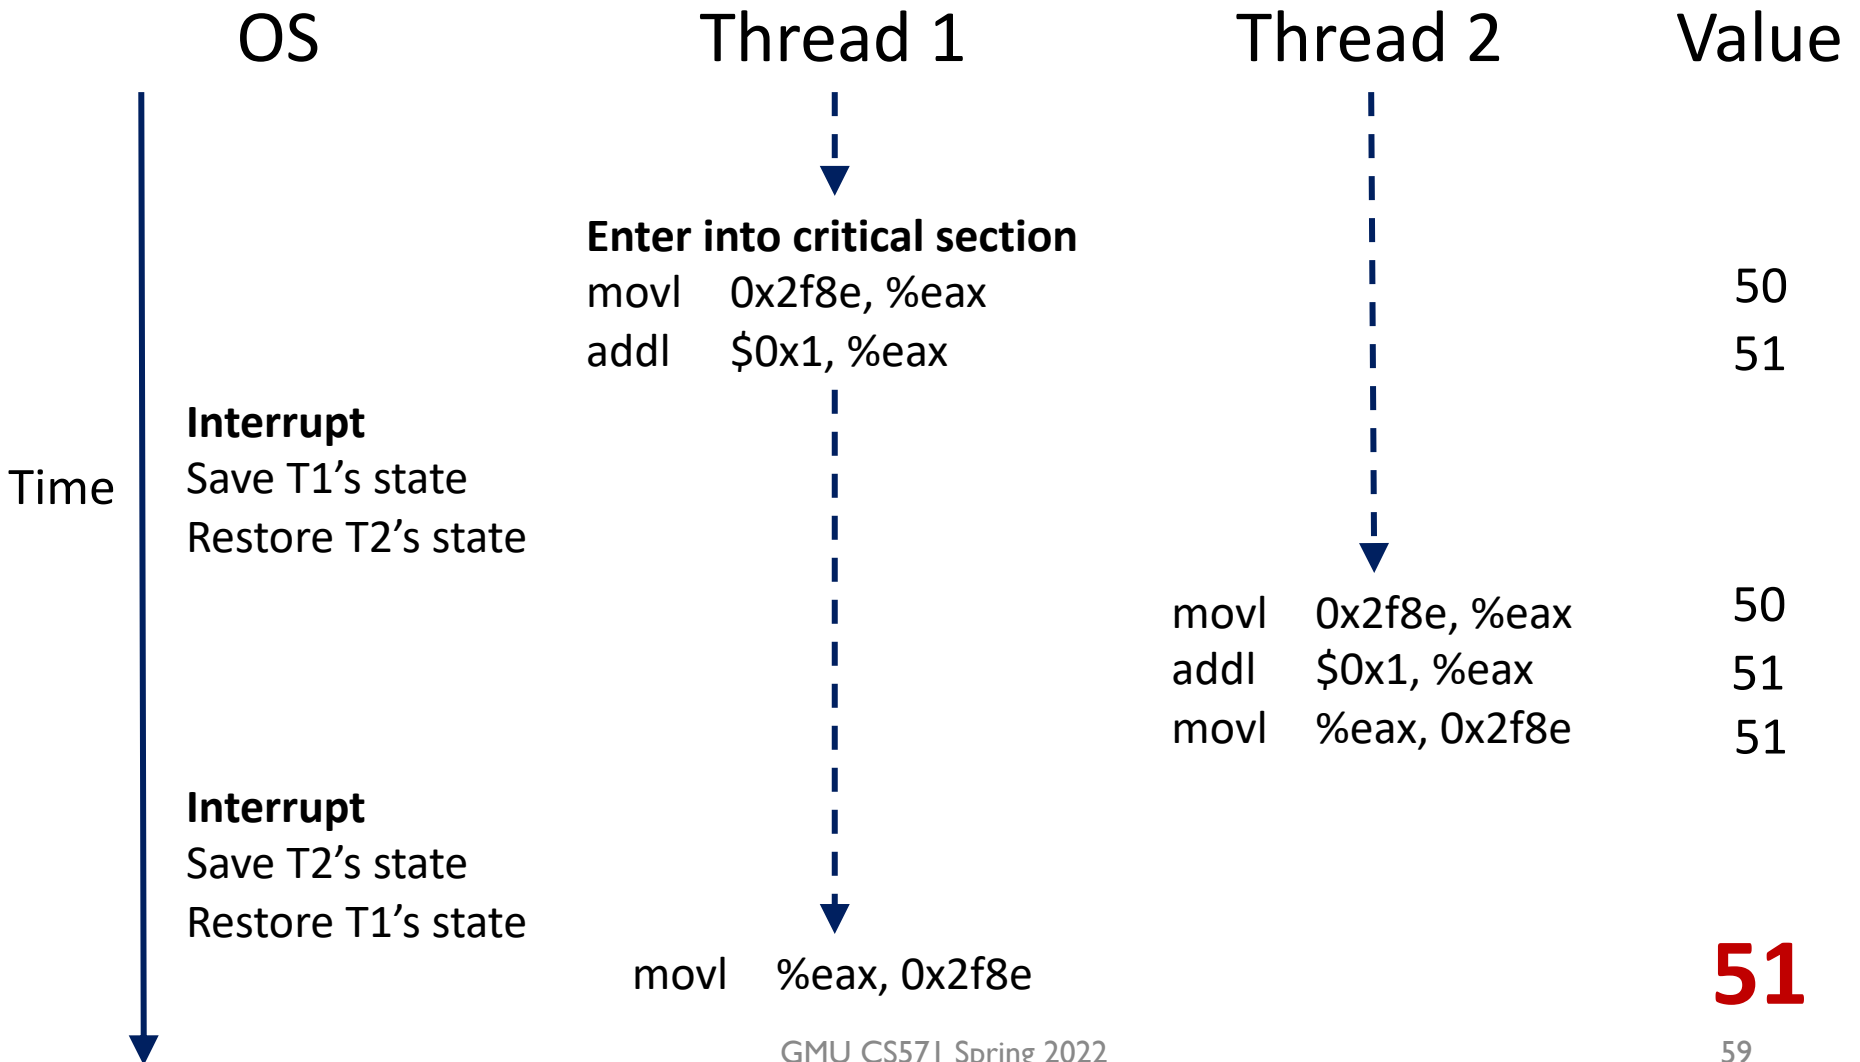 OS Thread 1 Thread 2 Value
Enter into critical section
movl 0x2f8e, %eax 50
addl $0x1, %eax 51
Interrupt
Time
Save T1’s state
Restore T2’s state
movl 0x2f8e, %eax 50
addl $0x1, %eax 51
movl %eax, 0x2f8e 51
Interrupt
Save T2’s state
Restore T1’s state
movl %eax, 0x2f8e 51
GMU CS571 Spring 2022 59